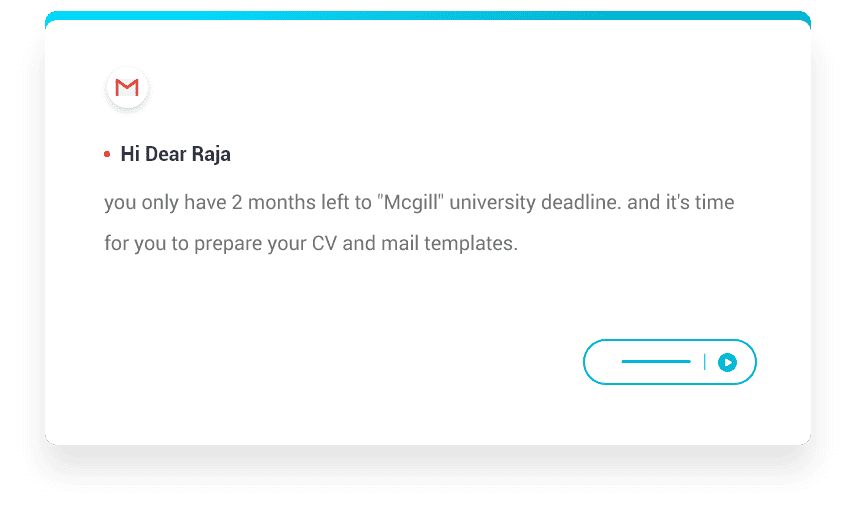 Hi Dear Raja
you only have 2 months left to "Mcgill" university deadline. and it's time
for you to prepare your CV and mail templates.